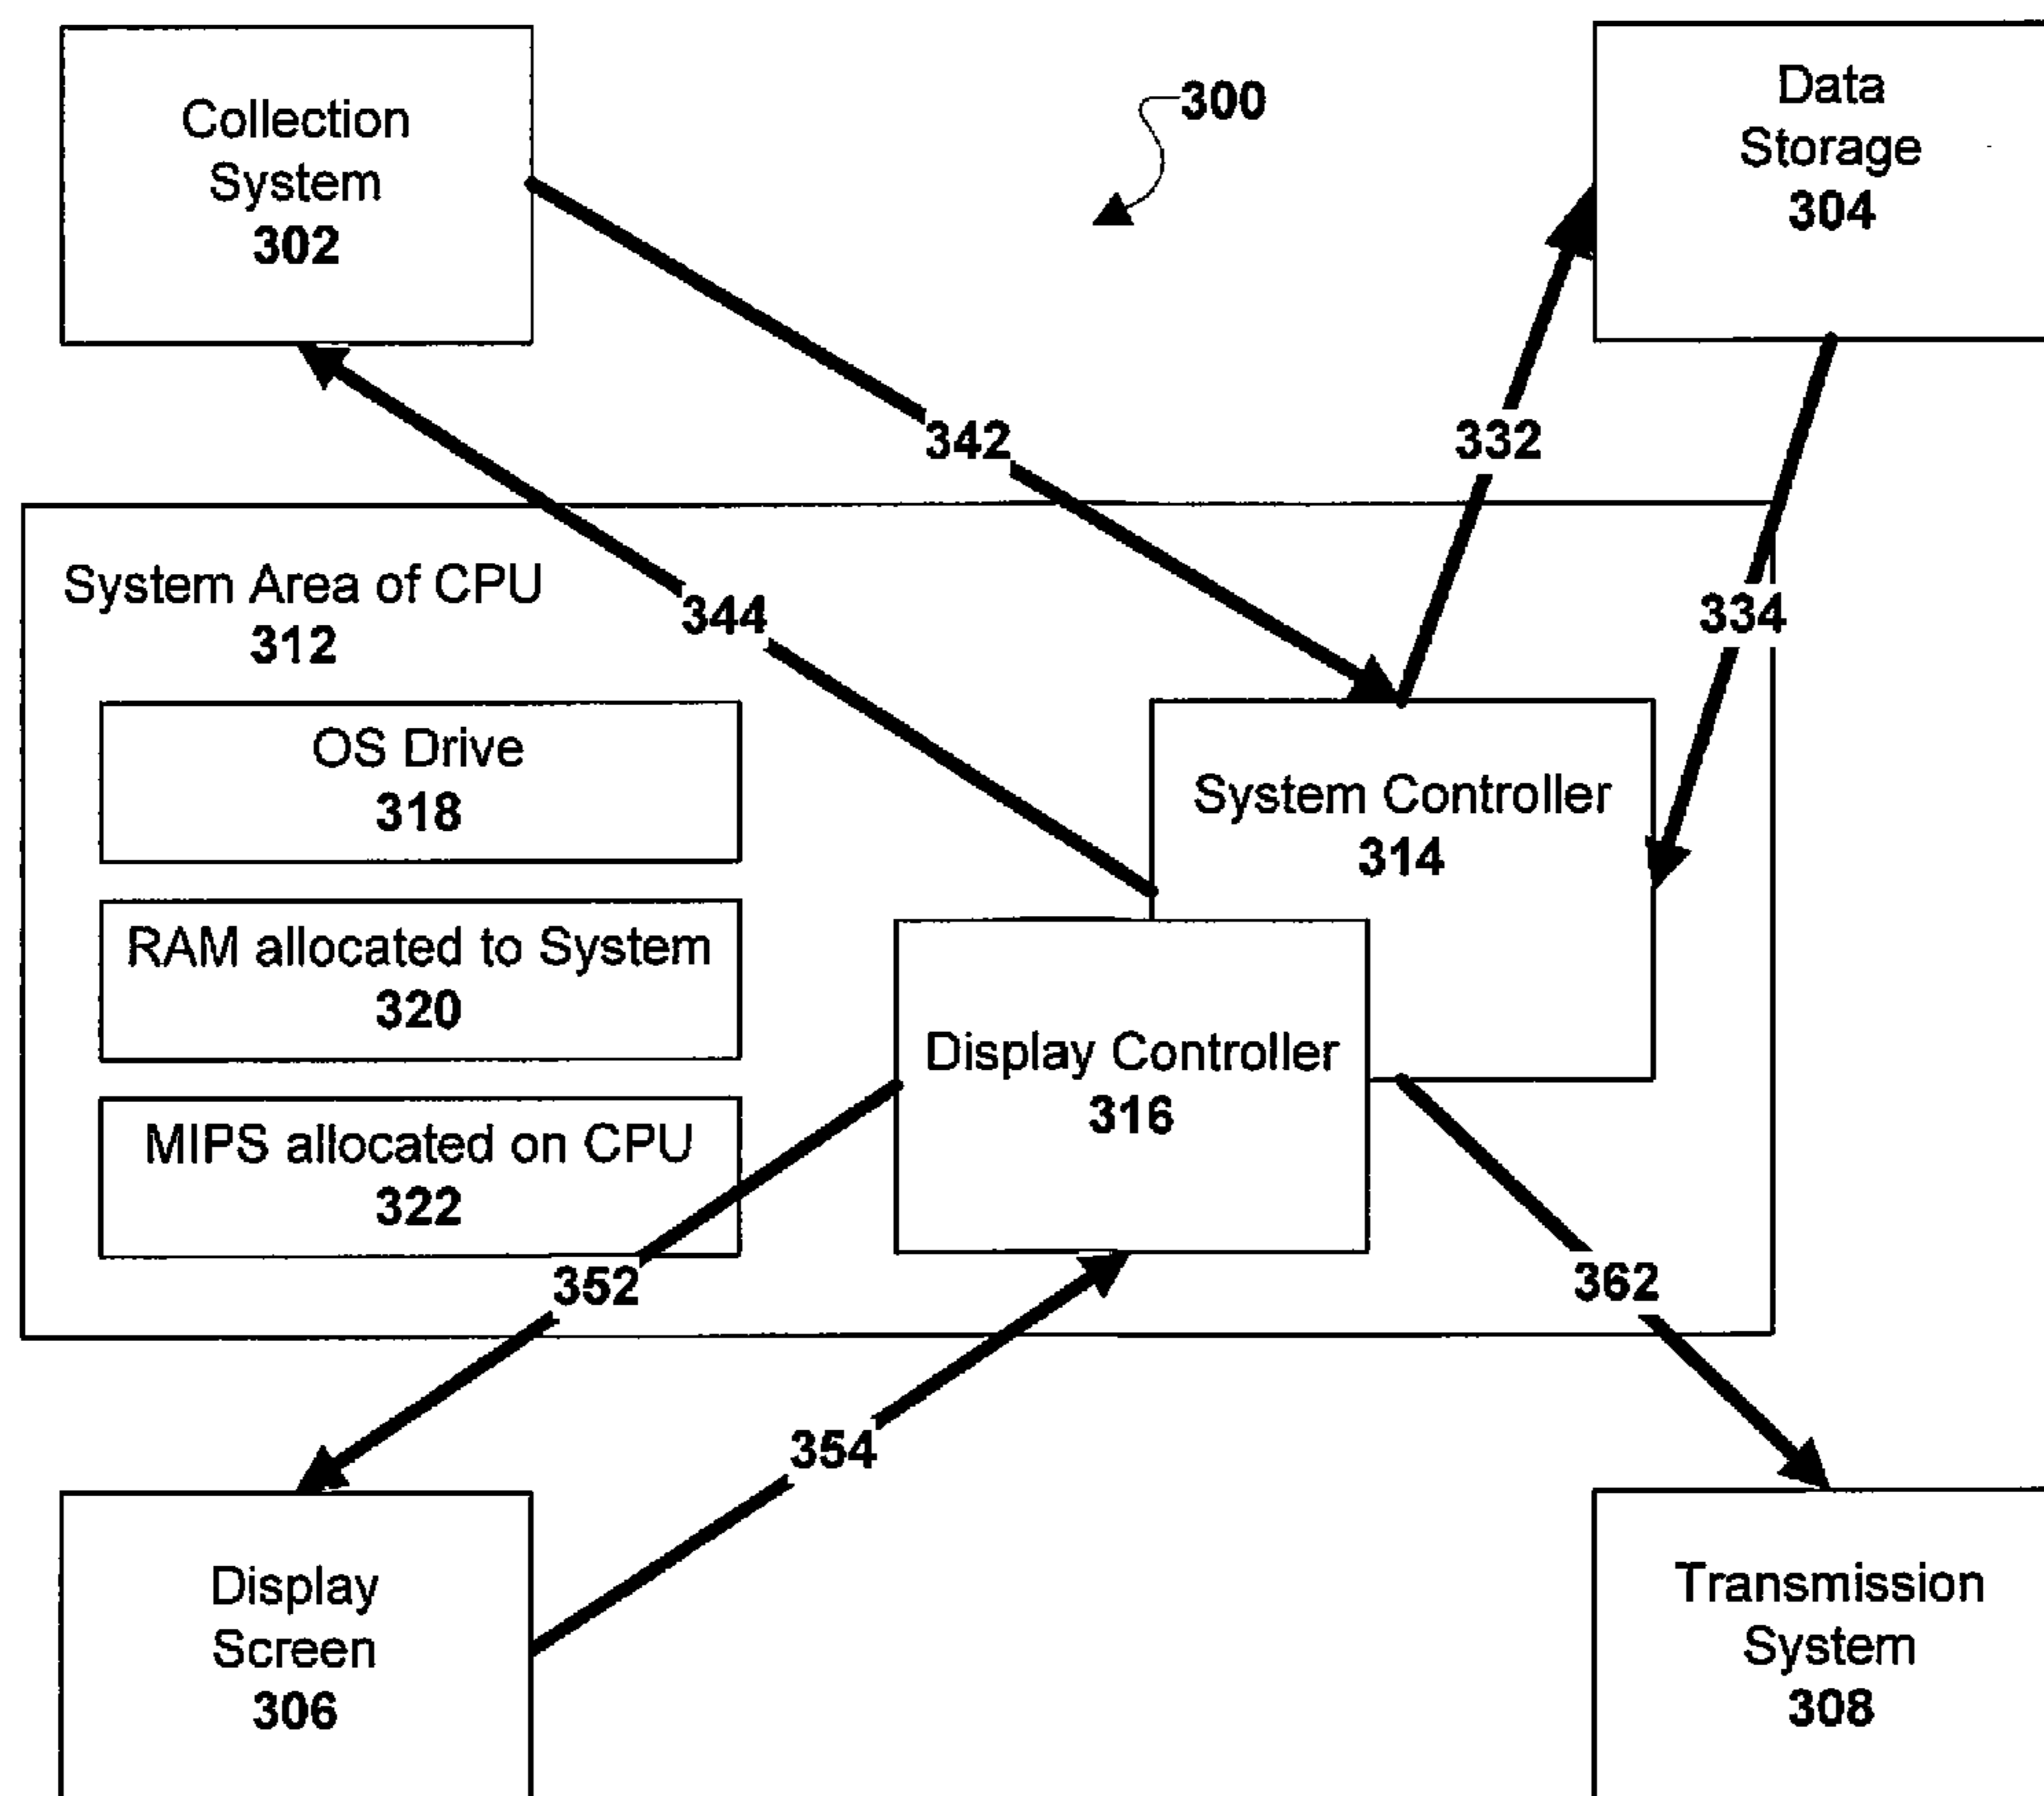 Collection
System
302
300
Data
Storage
304
342
332
System Area of CPU
312
344
334
OS Drive
318
System Controller
314
RAM allocated to System
320
Display Controller
316
MIPS allocated on CPU
322
352
362
354
Display
Screen
306
Transmission
System
308